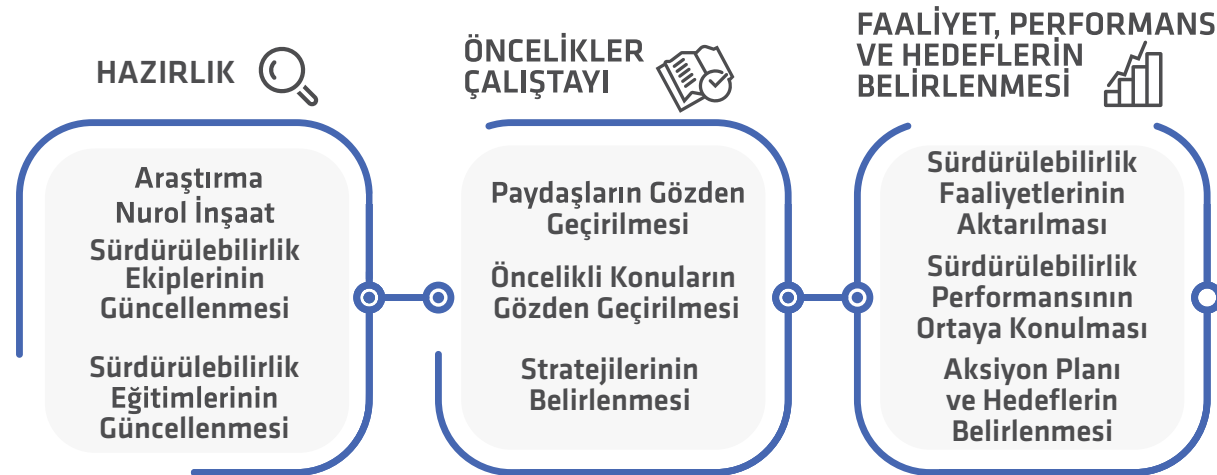 HAZIRLIK
Araştırma
Nurol İnşaat
Sürdürülebilirlik
Ekiplerinin
Güncellenmesi
Sürdürülebilirlik
Eğitimlerinin
Güncellenmesi
ÖNCELİKLER
ÇALIŞTAYI
Paydaşların Gözden
Geçirilmesi
Öncelikli Konuların
Gözden Geçirilmesi
Stratejilerinin
Belirlenmesi
FAALİYET, PERFORMANS
VE HEDEFLERİN
BELİRLENMESİ
Sürdürülebilirlik
Faaliyetlerinin
Aktarılması
Sürdürülebilirlik
Performansının
Ortaya Konulması
Aksiyon Planı
ve Hedeflerin
Belirlenmesi